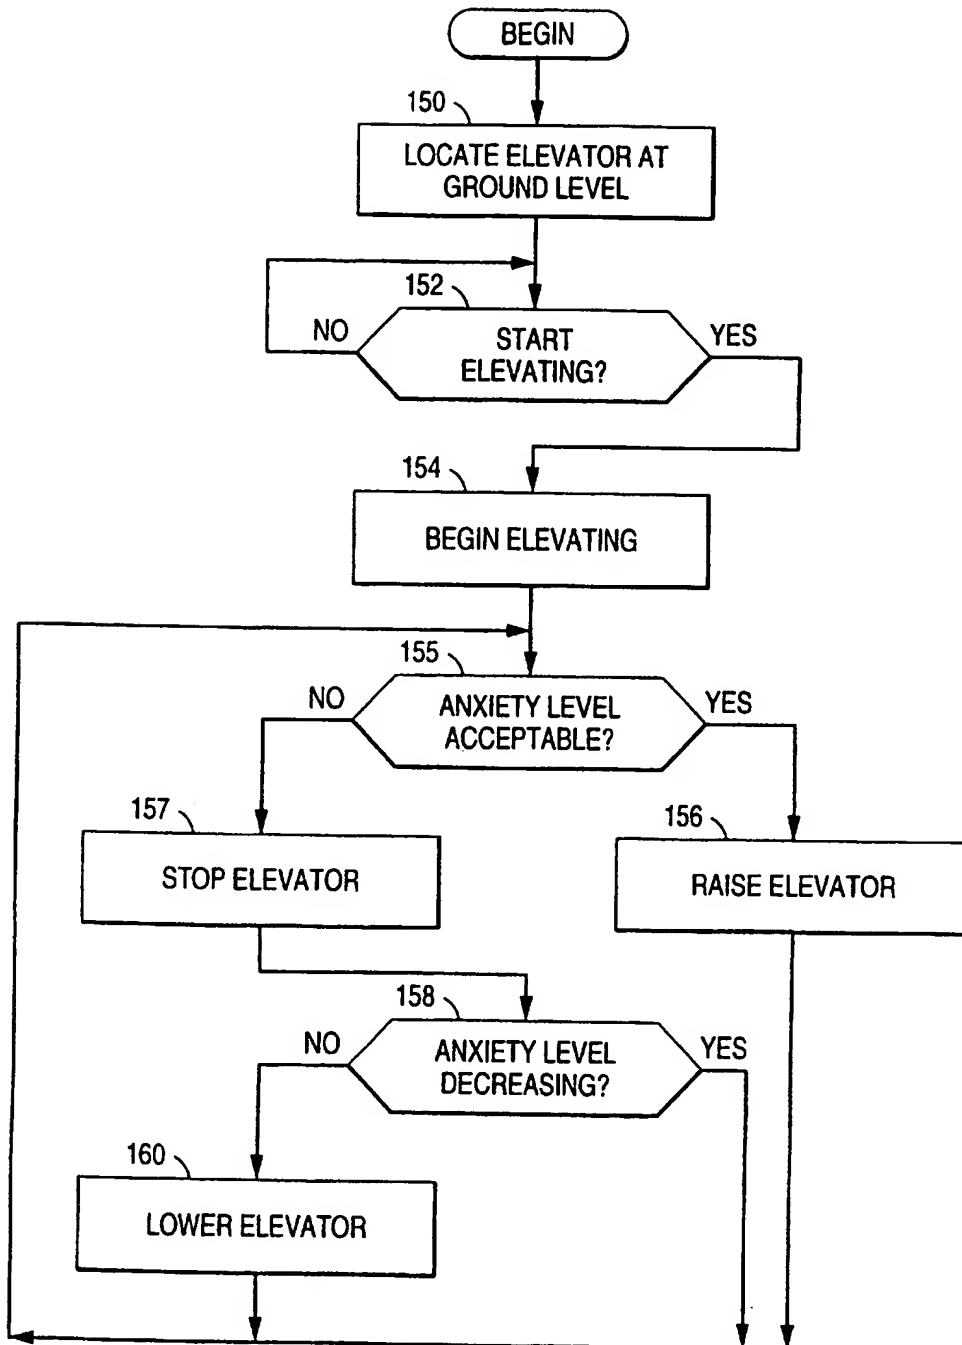 BEGIN
150
LOCATE ELEVATOR AT
GROUND LEVEL
152
NO
START
ELEVATING?
YES
154
BEGIN ELEVATING
155
NO
ANXIETY LEVEL
ACCEPTABLE?
YES
157
STOP ELEVATOR
156
RAISE ELEVATOR
158
NO
ANXIETY LEVEL
DECREASING?
YES
160
LOWER ELEVATOR